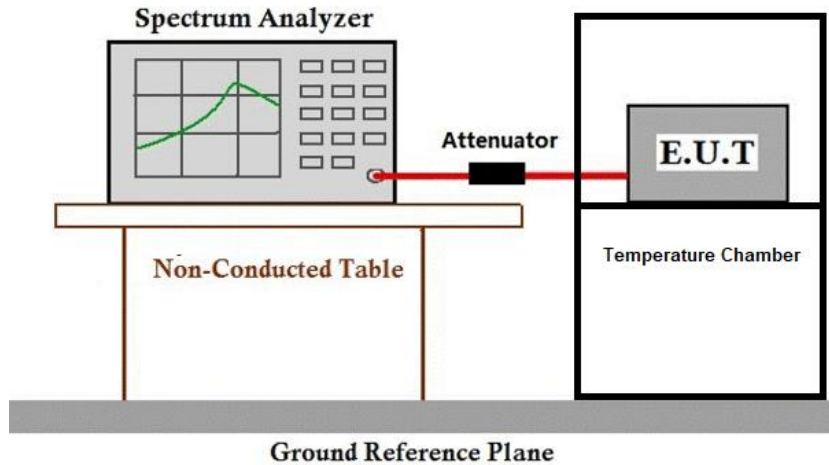 Spectrum Analyzer
Attenuator
E.U.T
Non-Conducted Table
Temperature Chamber
Ground Reference Plane